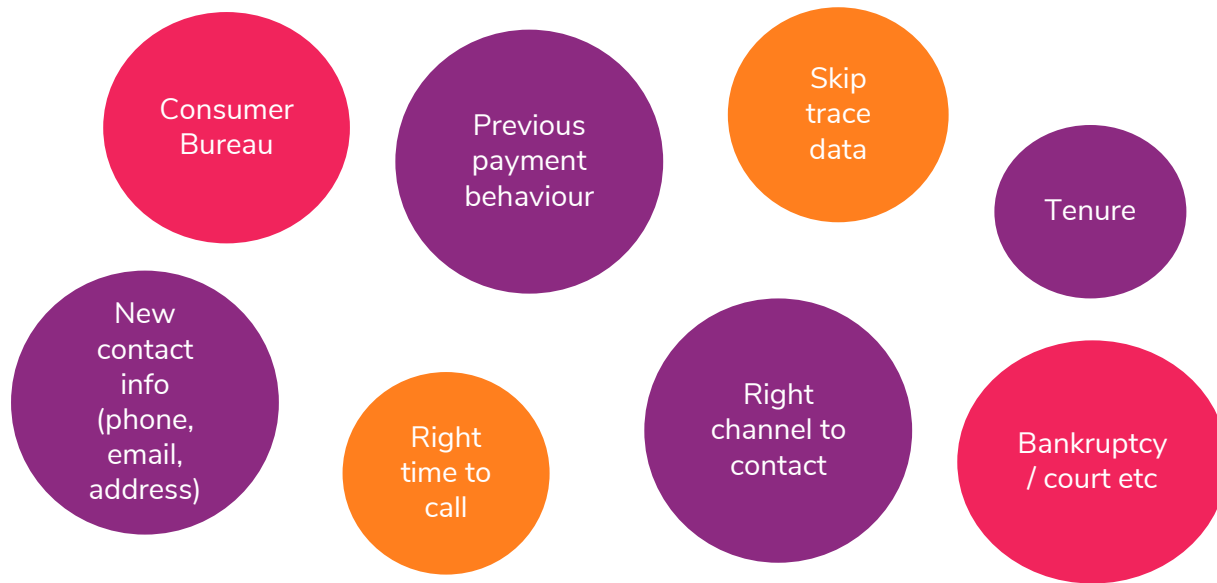 Consumer
Bureau
Previous
payment
behaviour
Skip
trace
data
Tenure
New
contact
info
(phone,
email,
address)
Right
time to
call
Right
channel to
contact
Bankruptcy
/ court etc